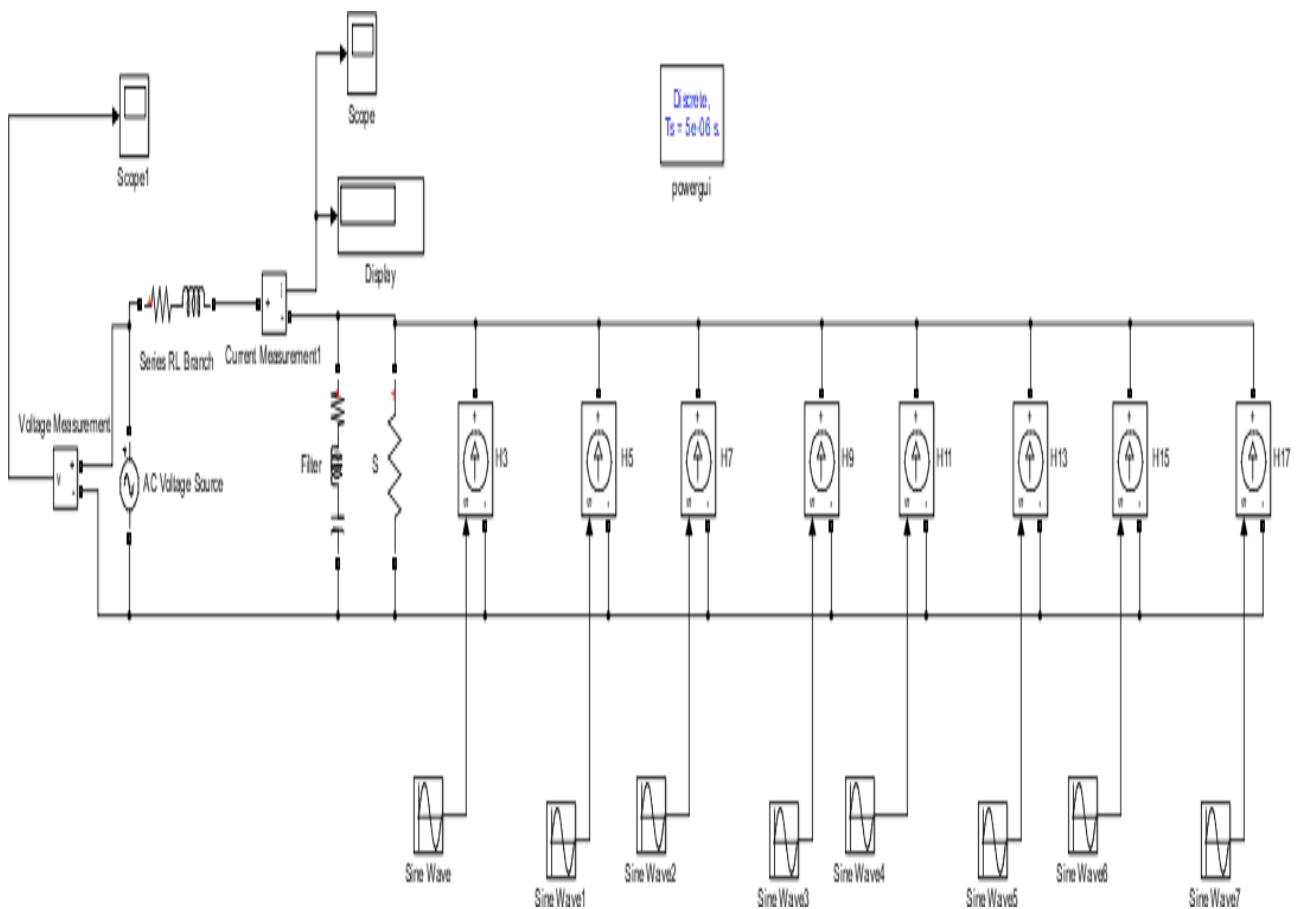 Scope
Discrete,
Ts = 5e-06 s.
powergui
Scope1
Display
Series RL Branch
Current Measurement1
i
+
-
Voltage Measurement
v
+
-
AC Voltage Source
Filter
S
H3
H5
H7
H9
H11
H13
H15
H17
Sine Wave
Sine Wave1
Sine Wave2
Sine Wave3
Sine Wave4
Sine Wave5
Sine Wave6
Sine Wave7